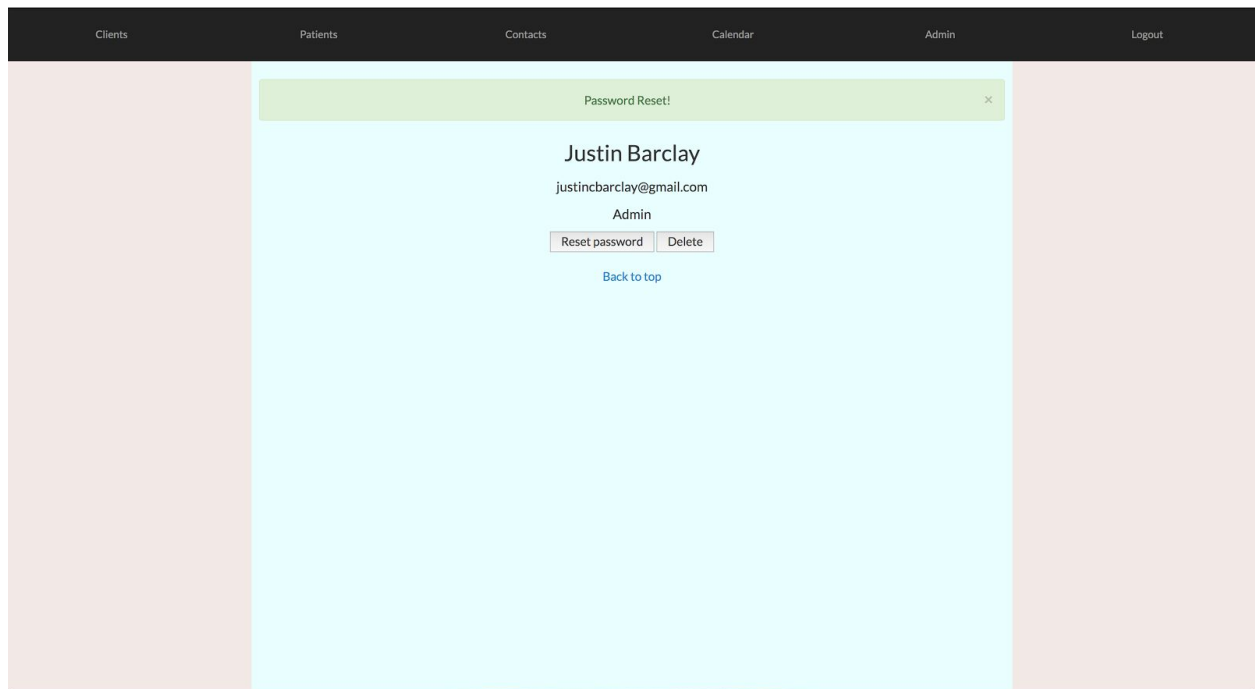 Clients Patients Contacts Calendar Admin Logout
Password Reset! ×
Justin Barclay
justincbarclay@gmail.com
Admin
Reset password Delete
Back to top